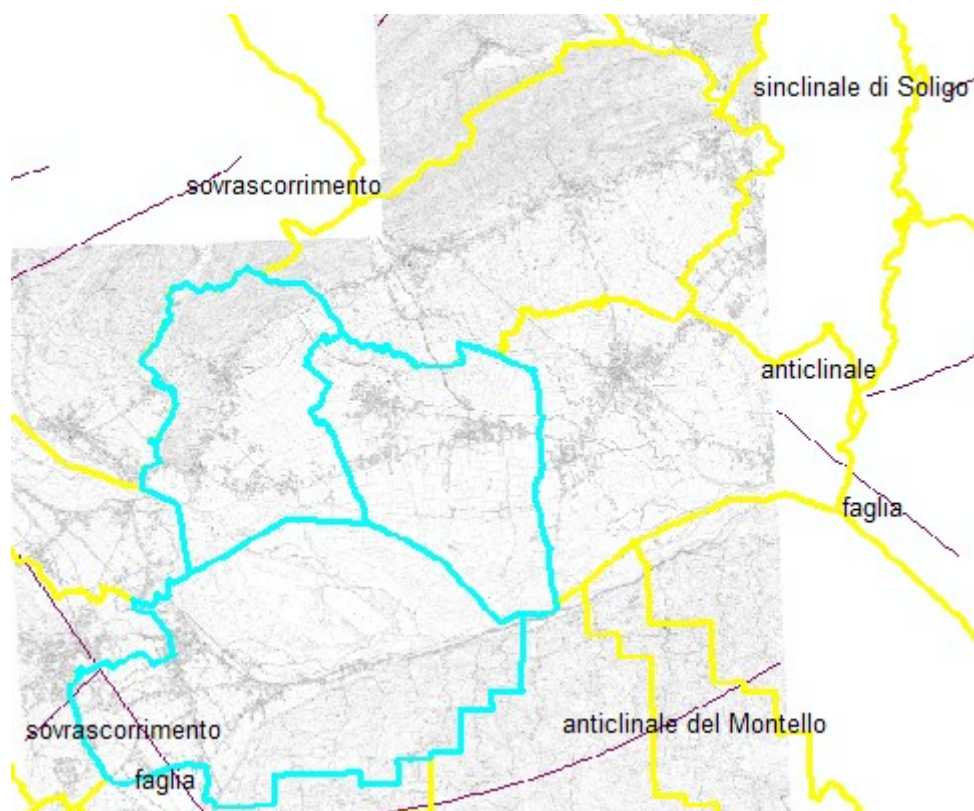 sinclinale di Soligo
sovrascorrimento
anticlinale
faglia
anticlinale del Montello
sovrascorrimento
faglia